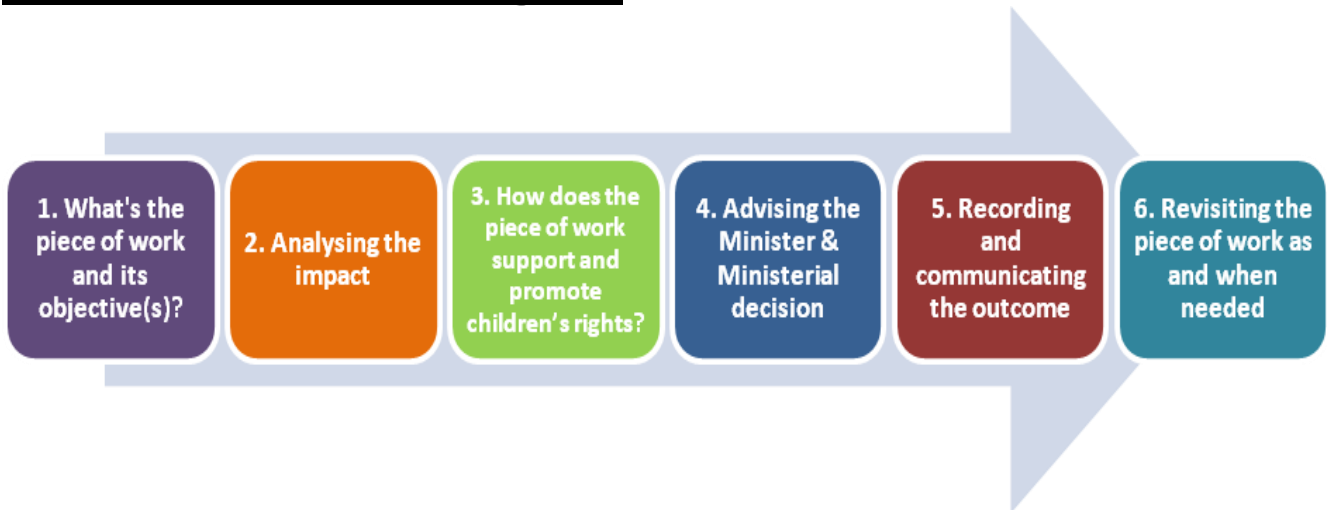 1. What's the
piece of work
and its
objective(s)?
2. Analysing the
impact
3. How does the
piece of work
support and
promote
children’s rights?
4. Advising the
Minister &
Ministerial
decision
5. Recording
and
communicating
the outcome
6. Revisiting the
piece of work as
and when
needed